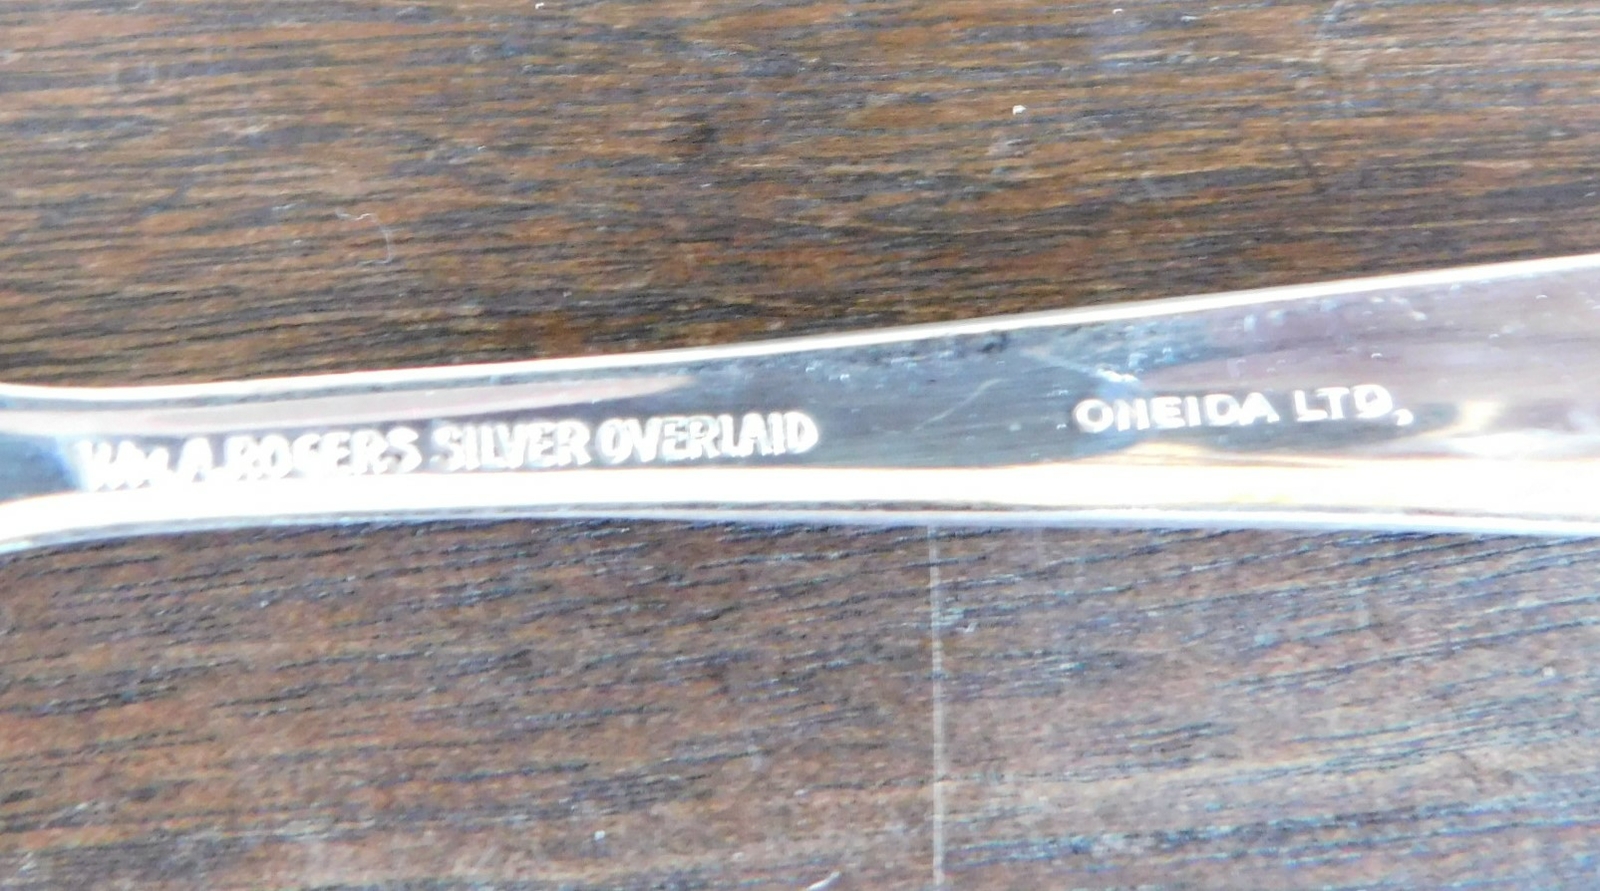 WM. A. ROGERS SILVER OVERLAID ONEIDA LTD,